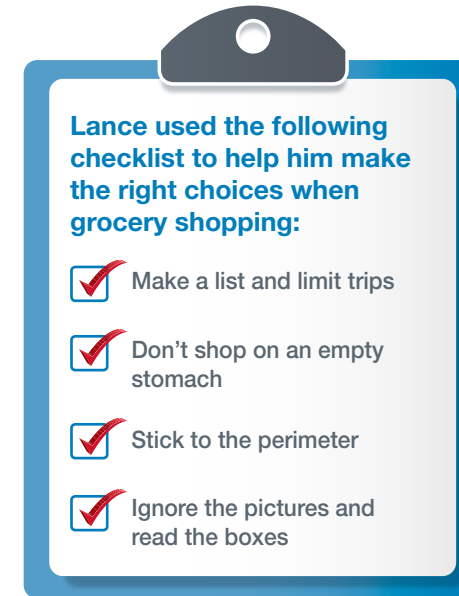 Lance used the following
checklist to help him make
the right choices when
grocery shopping:
Make a list and limit trips
Don’t shop on an empty
stomach
Stick to the perimeter
Ignore the pictures and
read the boxes